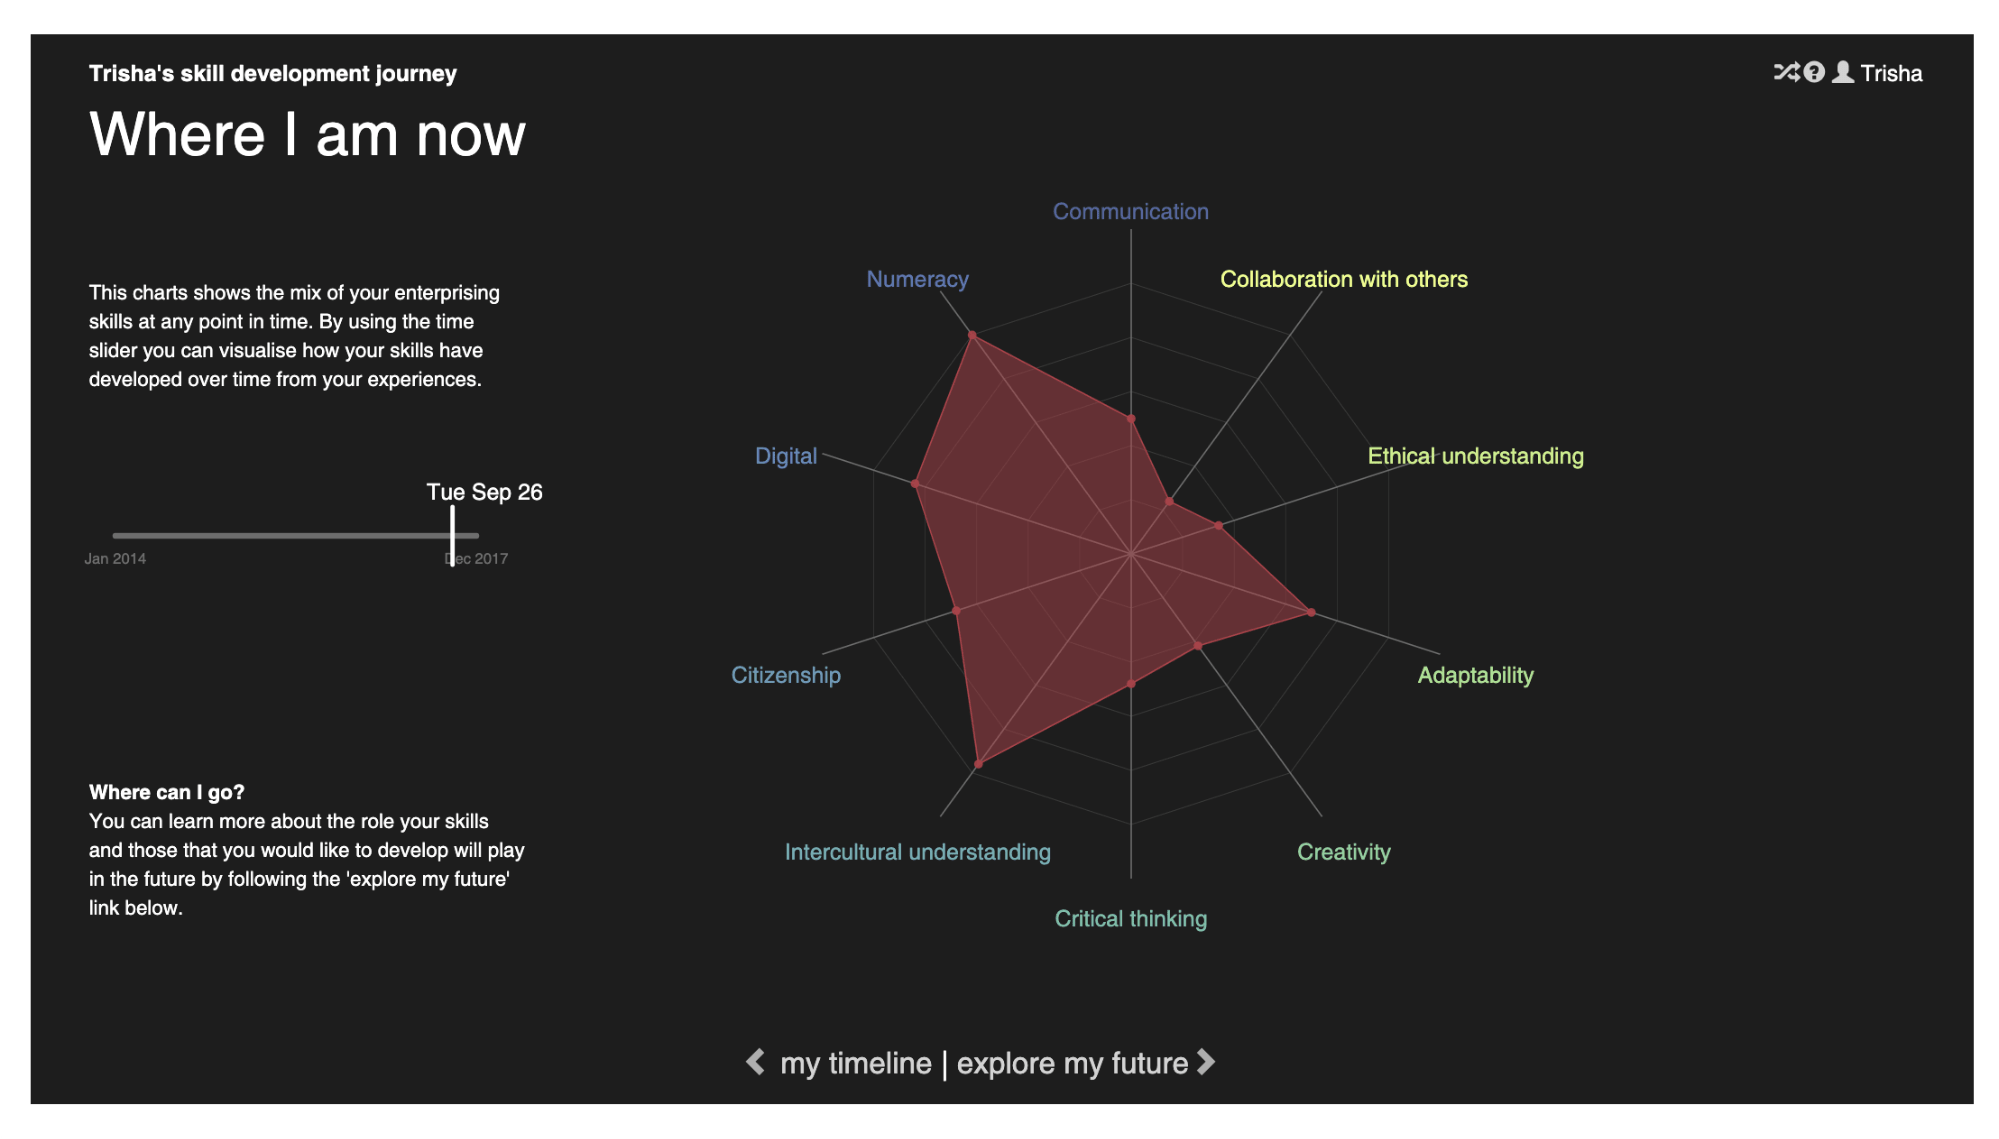 Trisha's skill development journey
Trisha
Where I am now
This charts shows the mix of your enterprising
skills at any point in time. By using the time
slider you can visualise how your skills have
developed over time from your experiences.
Tue Sep 26
Jan 2014
Dec 2017
Where can I go?
You can learn more about the role your skills
and those that you would like to develop will play
in the future by following the 'explore my future'
link below.
Communication
Numeracy
Collaboration with others
Digital
Ethical understanding
Citizenship
Adaptability
Intercultural understanding
Creativity
Critical thinking
my timeline | explore my future